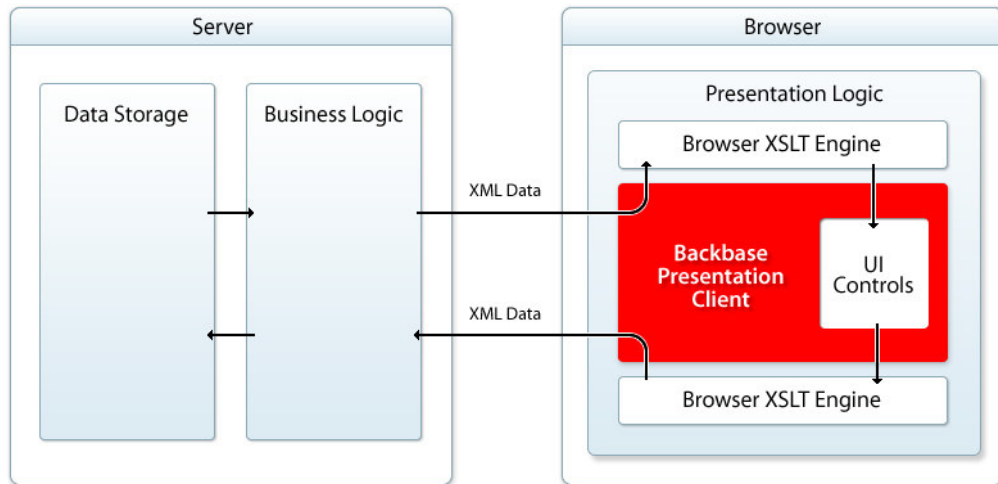 Server
Data Storage
Business Logic
XML Data
XML Data
Browser
Presentation Logic
Browser XSLT Engine
Backbase
Presentation
Client
UI
Controls
Browser XSLT Engine